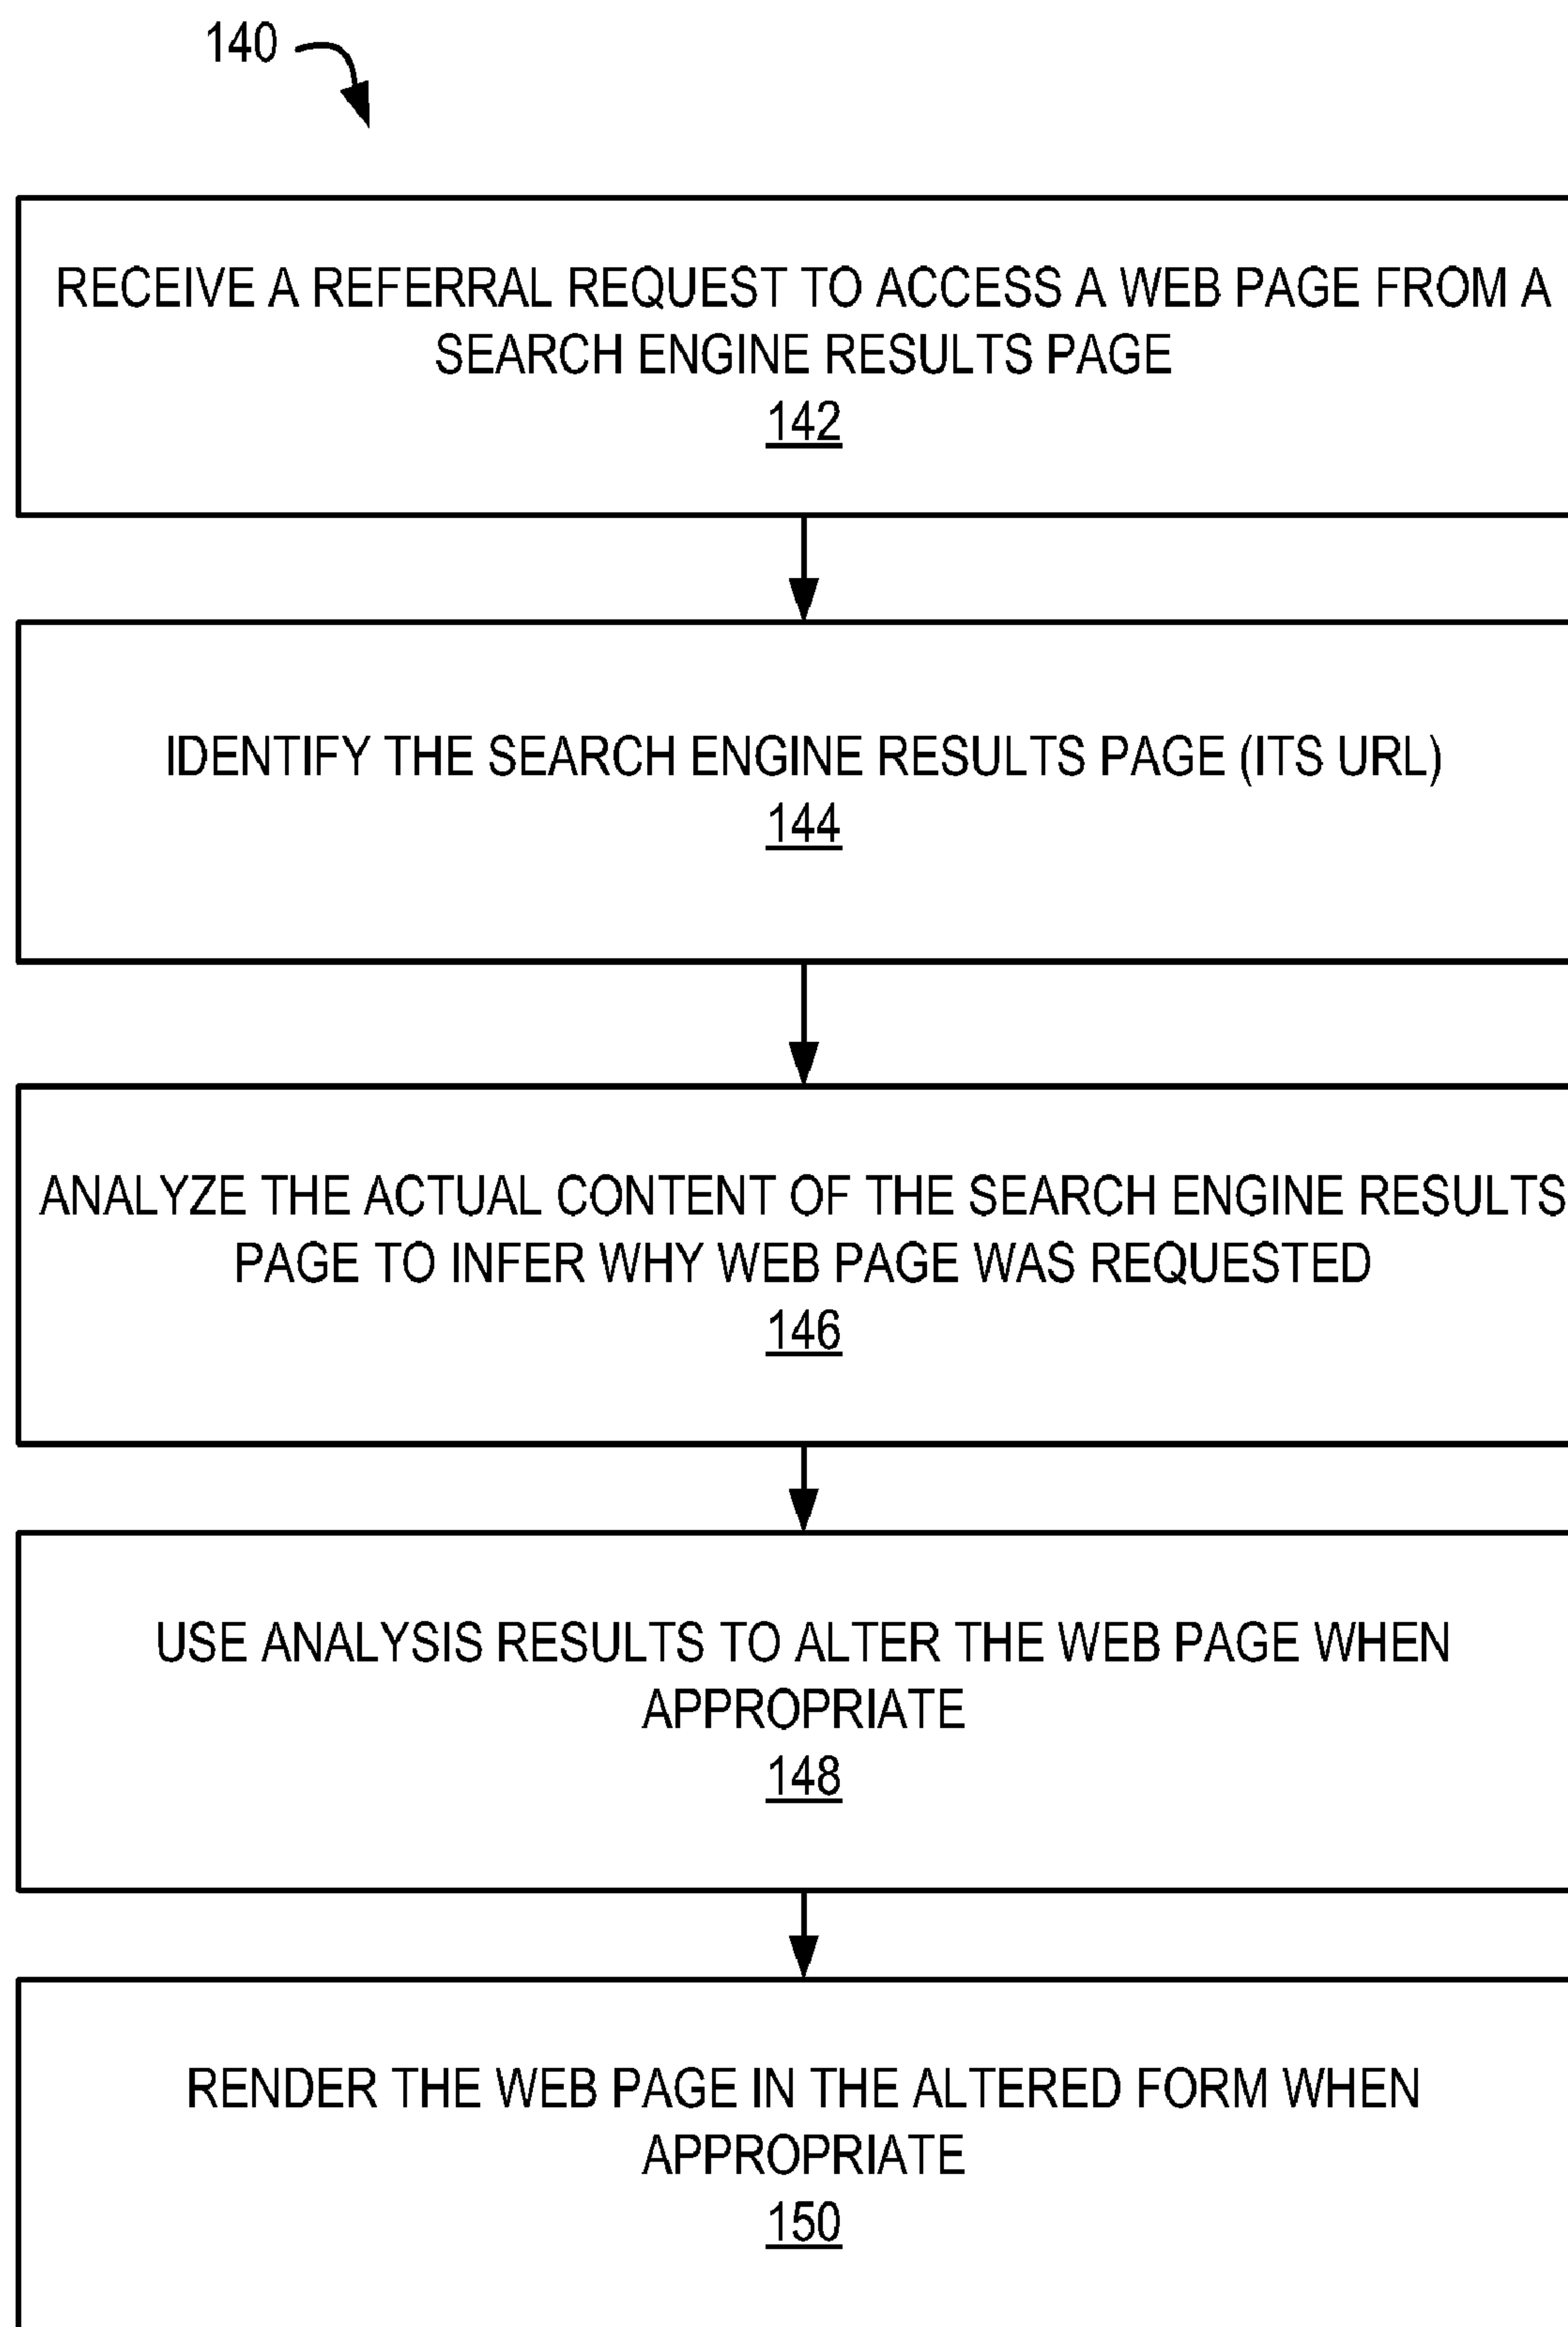 140
RECEIVE A REFERRAL REQUEST TO ACCESS A WEB PAGE FROM A
SEARCH ENGINE RESULTS PAGE
142
IDENTIFY THE SEARCH ENGINE RESULTS PAGE (ITS URL)
144
ANALYZE THE ACTUAL CONTENT OF THE SEARCH ENGINE RESULTS
PAGE TO INFER WHY WEB PAGE WAS REQUESTED
146
USE ANALYSIS RESULTS TO ALTER THE WEB PAGE WHEN
APPROPRIATE
148
RENDER THE WEB PAGE IN THE ALTERED FORM WHEN
APPROPRIATE
150